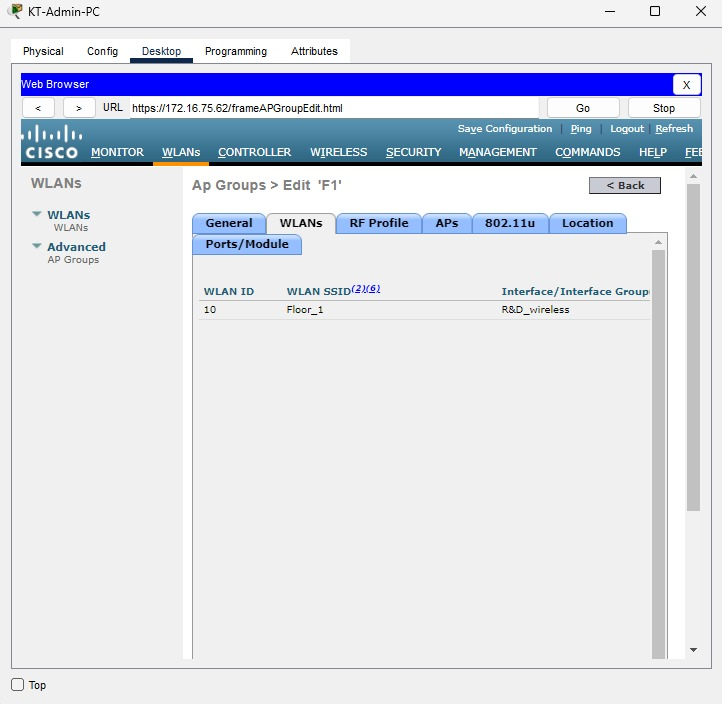 KT-Admin-PC
Physical Config Desktop Programming Attributes
Web Browser X
< > URL https://172.16.75.62/frameAPGroupEdit.html Go Stop
Save Configuration | Ping | Logout | Refresh
CISCO MONITOR WLANs CONTROLLER WIRELESS SECURITY MANAGEMENT COMMANDS HELP FEE
WLANs
WLANs
WLANs
Advanced
AP Groups
Ap Groups > Edit 'F1'
< Back
General WLANs RF Profile APs 802.11u Location
Ports/Module
WLAN ID WLAN SSID(2)(6) Interface/Interface Group
10 Floor_1 R&D_wireless
Top